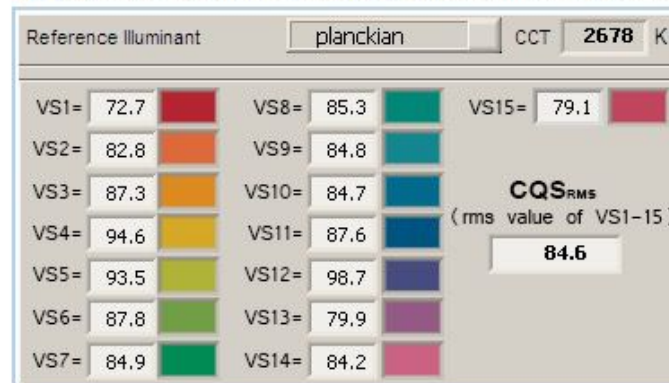 Reference Illuminant planckian CCT 2678 K
VS1= 72.7 VS8= 85.3 VS15= 79.1
VS2= 82.8 VS9= 84.8
VS3= 87.3 VS10= 84.7 CQSRMS
VS4= 94.6 VS11= 87.6 (rms value of VS1-15)
VS5= 93.5 VS12= 98.7 84.6
VS6= 87.8 VS13= 79.9
VS7= 84.9 VS14= 84.2